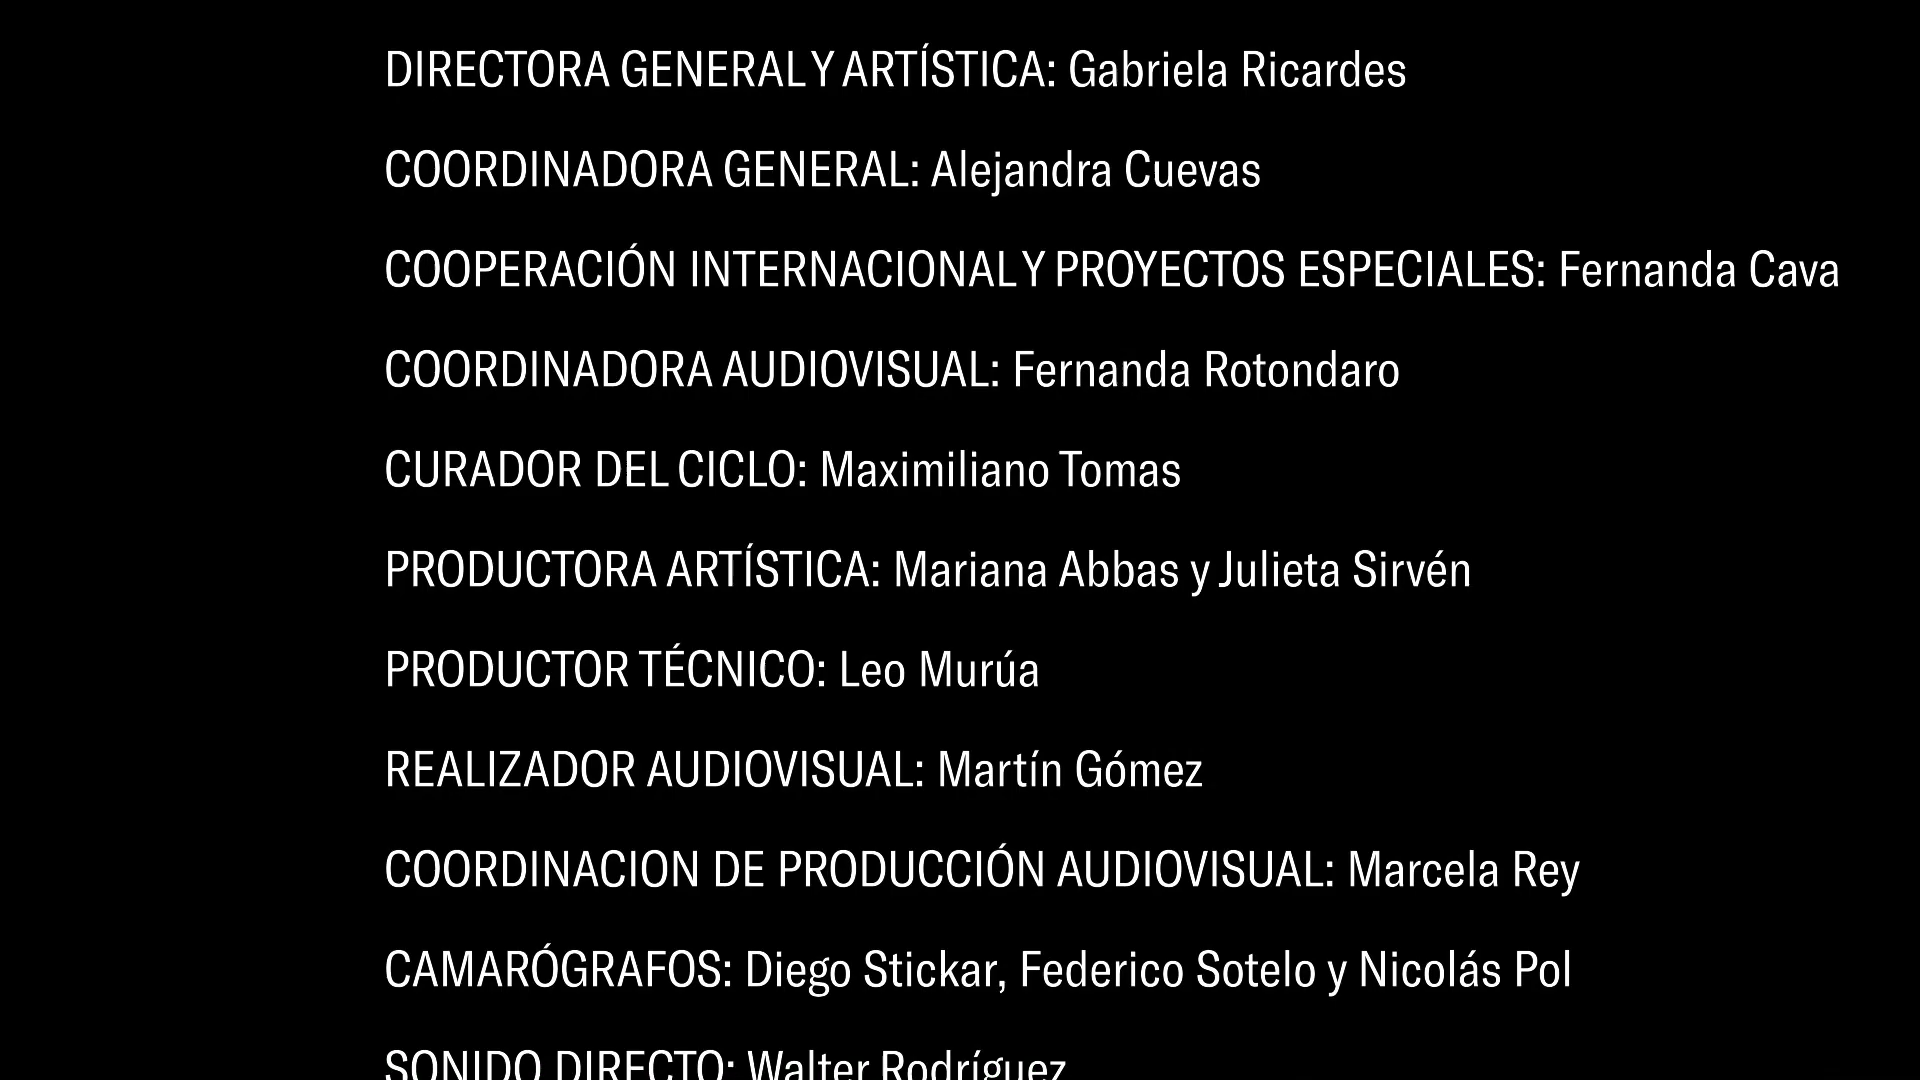 DIRECTORA GENERAL Y ARTÍSTICA: Gabriela Ricardes
COORDINADORA GENERAL: Alejandra Cuevas
COOPERACIÓN INTERNACIONAL Y PROYECTOS ESPECIALES: Fernanda Cava
COORDINADORA AUDIOVISUAL: Fernanda Rotondaro
CURADOR DEL CICLO: Maximiliano Tomas
PRODUCTORA ARTÍSTICA: Mariana Abbas y Julieta Sirvén
PRODUCTOR TÉCNICO: Leo Murúa
REALIZADOR AUDIOVISUAL: Martín Gómez
COORDINACION DE PRODUCCIÓN AUDIOVISUAL: Marcela Rey
CAMARÓGRAFOS: Diego Stickar, Federico Sotelo y Nicolás Pol
SONIDO DIRECTO: Walter Rodríguez